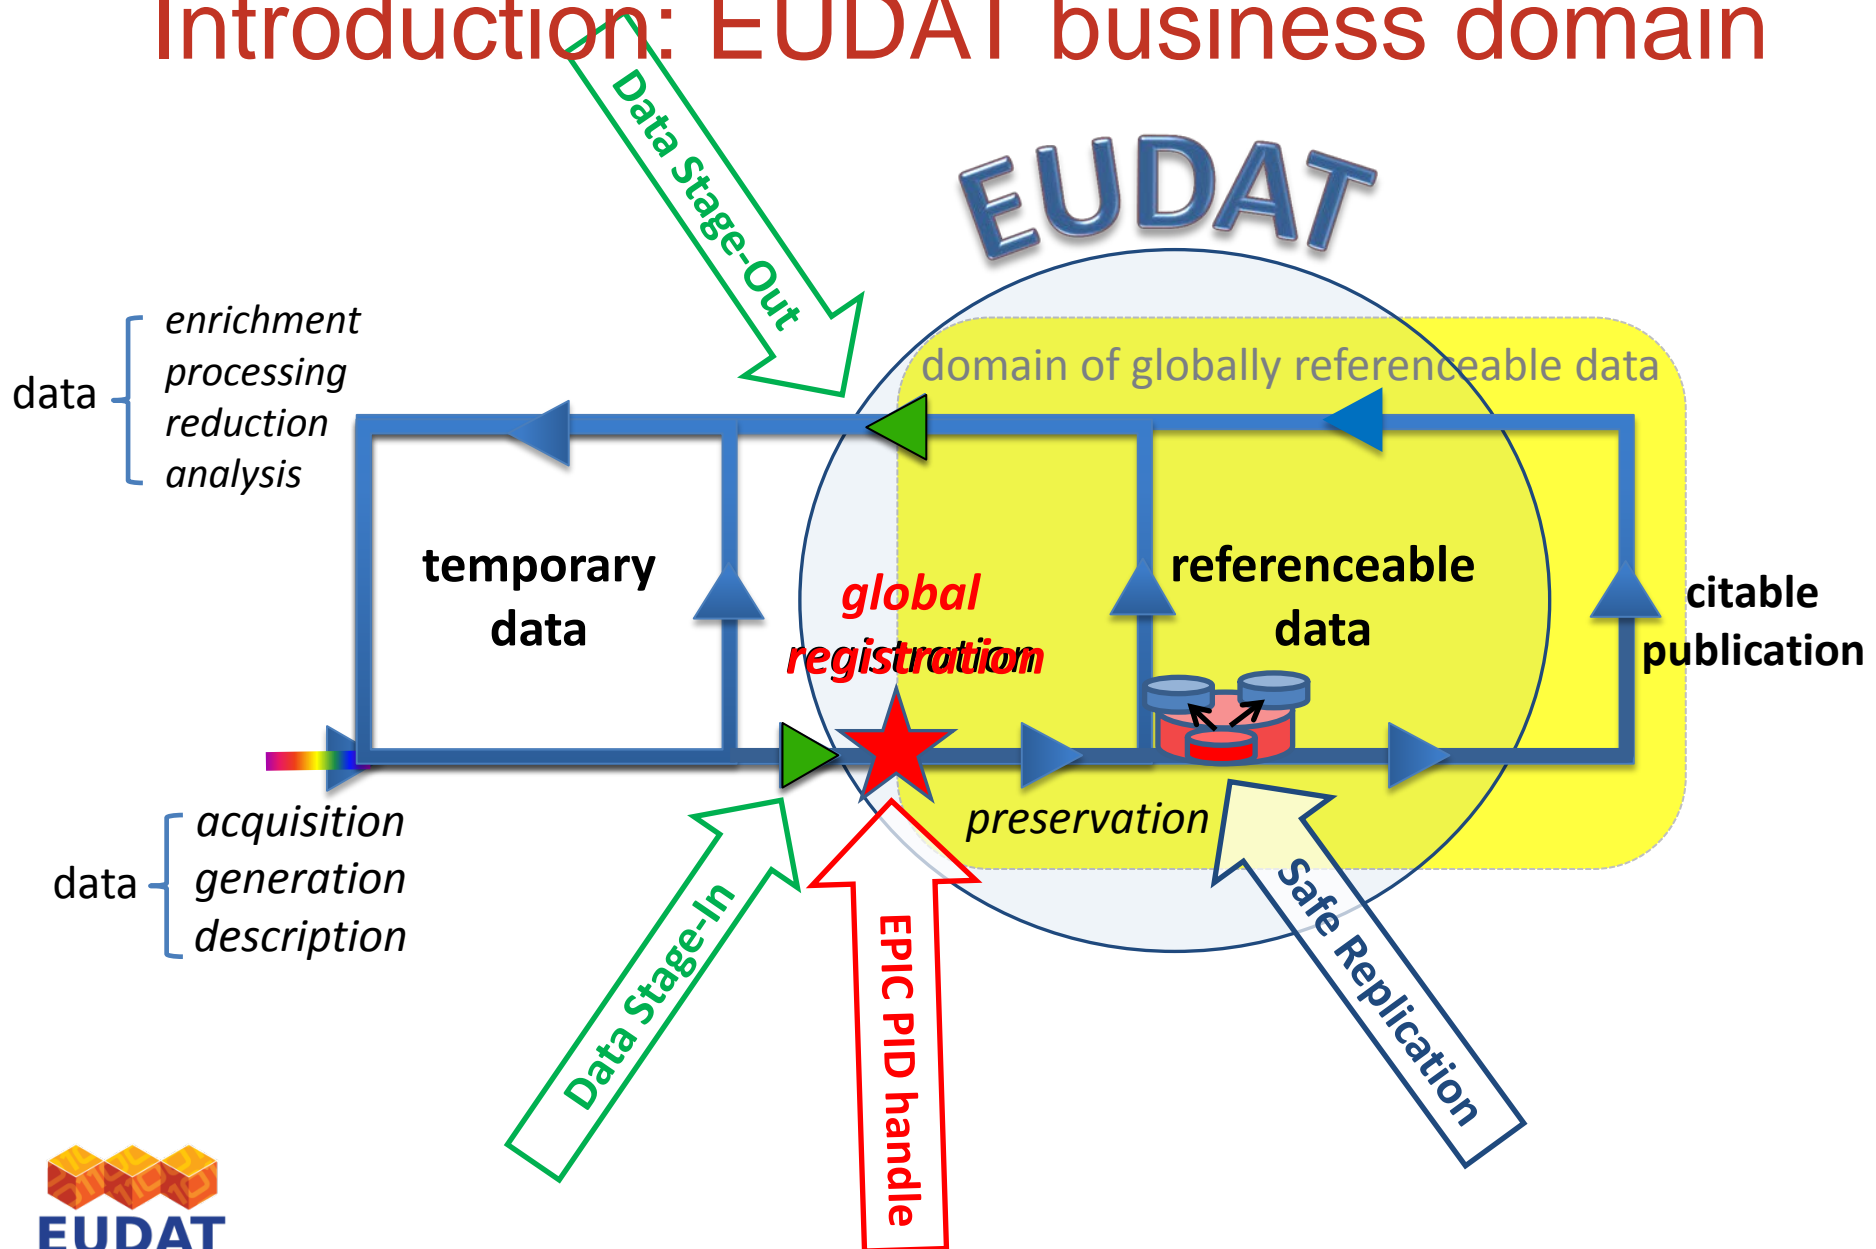 Introduction: EUDAT business domain
Data Stage-Out
EUDAT
enrichment
processing
data
reduction
analysis
domain of globally referenceable data
temporary
data
global
registration
registration
referenceable
data
citable
publication
acquisition
data
generation
description
preservation
Data Stage-In
EPIC PID handle
Safe Replication
EUDAT